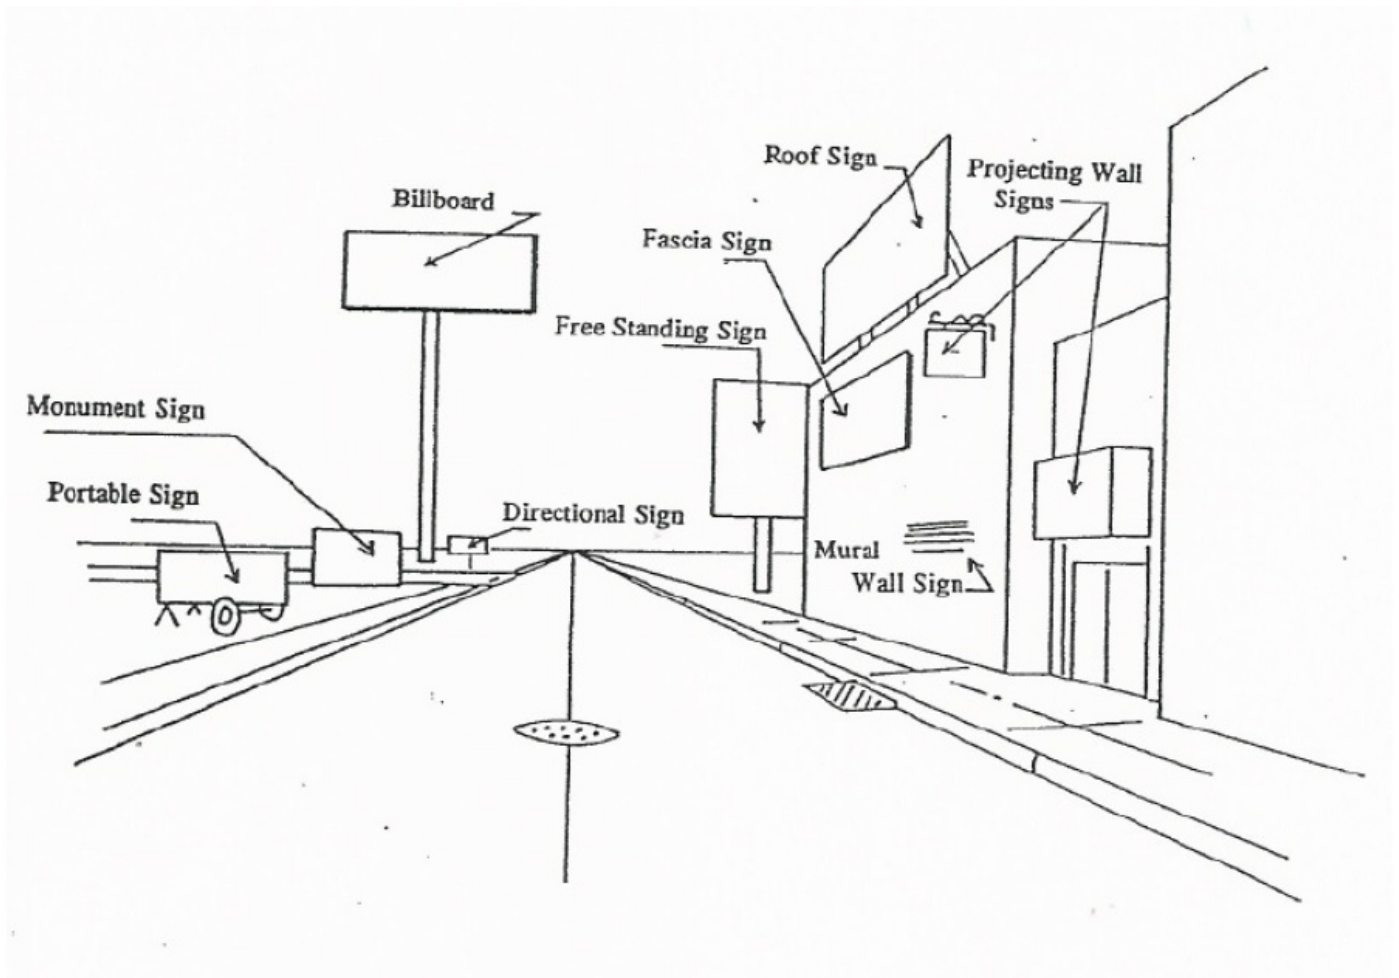 Roof Sign
Projecting Wall
Signs
Billboard
Fascia Sign
Free Standing Sign
Monument Sign
Portable Sign
Directional Sign
Mural
Wall Sign